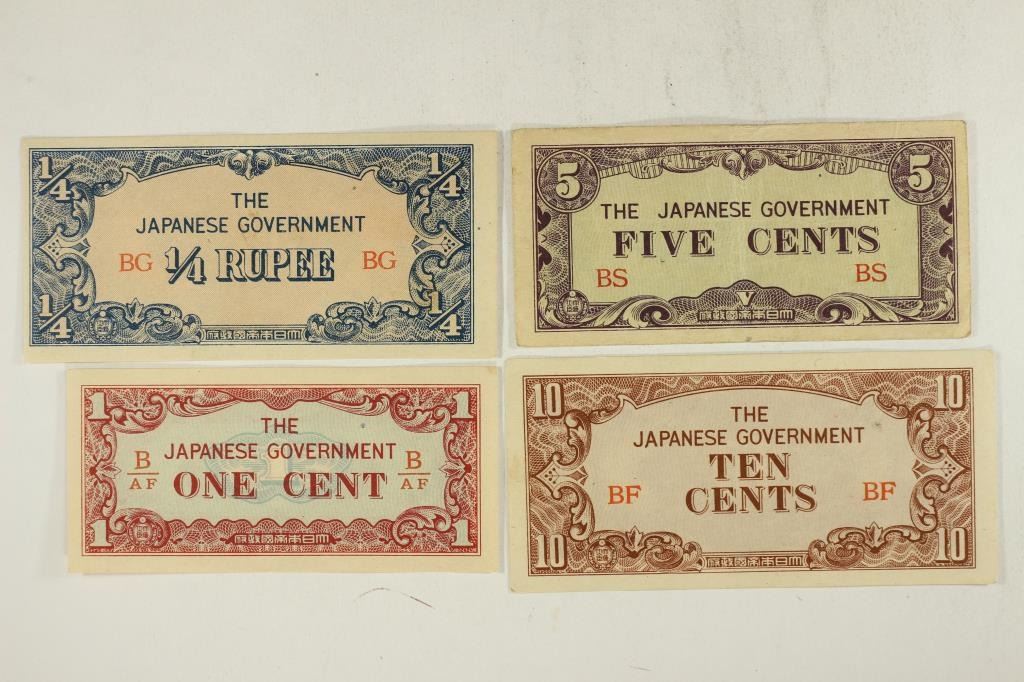 1/4 1/4
THE
JAPANESE GOVERNMENT
BG 1/4 RUPEE BG
1/4 1/4
5 5
THE JAPANESE GOVERNMENT
FIVE CENTS
BS BS
V
1 1
THE
JAPANESE GOVERNMENT
B/AF ONE CENT B/AF
1 1
10 10
THE
JAPANESE GOVERNMENT
TEN
BF CENTS BF
10 10